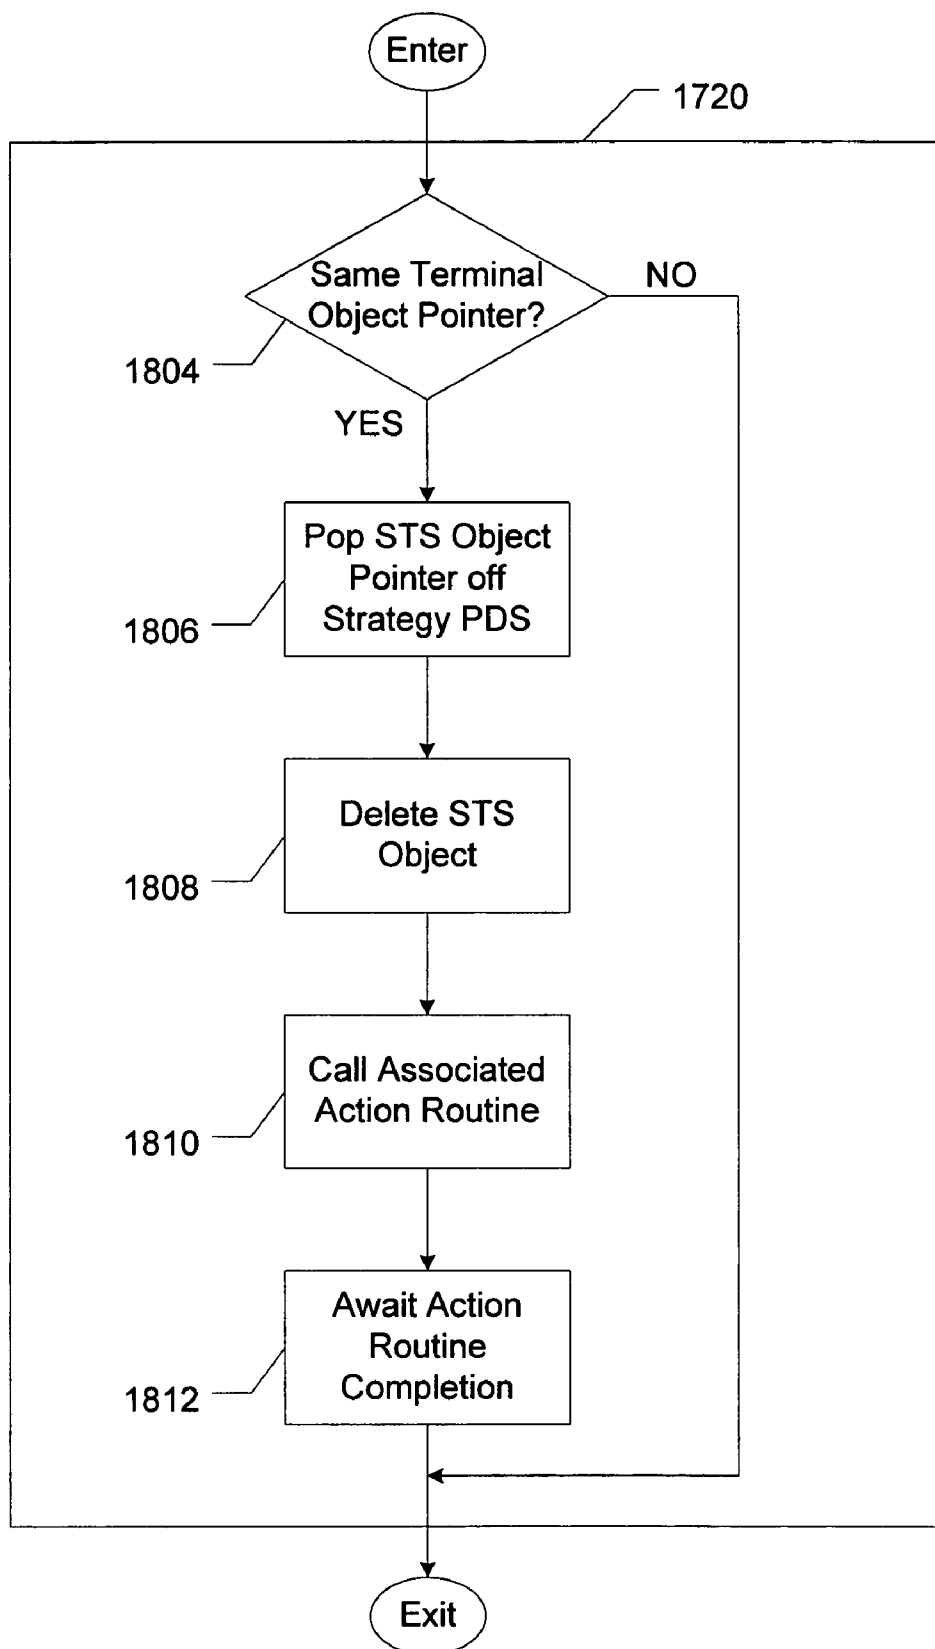 Enter
1720
Same Terminal
Object Pointer?
NO
1804
YES
Pop STS Object
Pointer off
Strategy PDS
1806
Delete STS
Object
1808
Call Associated
Action Routine
1810
Await Action
Routine
Completion
1812
Exit